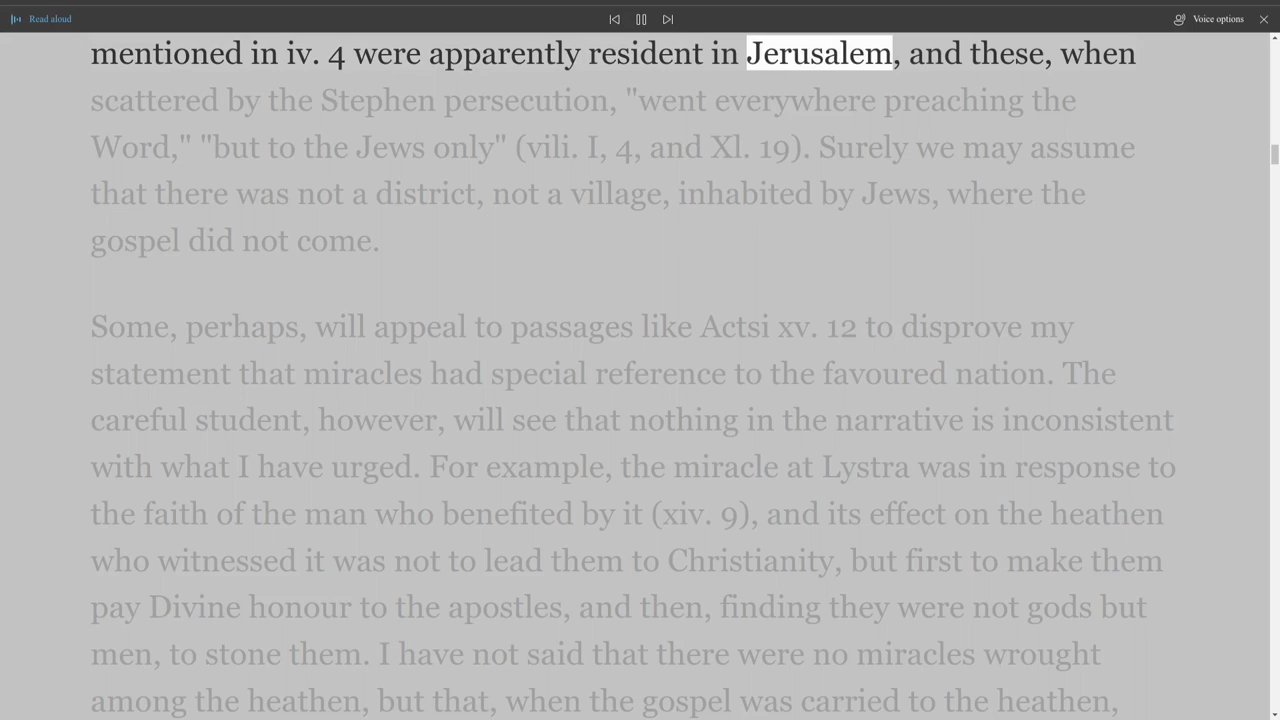 Read aloud
Voice options
mentioned in iv. 4 were apparently resident in Jerusalem, and these, when
scattered by the Stephen persecution, "went everywhere preaching the
Word," "but to the Jews only" (vili. I, 4, and Xl. 19). Surely we may assume
that there was not a district, not a village, inhabited by Jews, where the
gospel did not come.
Some, perhaps, will appeal to passages like Actsi xv. 12 to disprove my
statement that miracles had special reference to the favoured nation. The
careful student, however, will see that nothing in the narrative is inconsistent
with what I have urged. For example, the miracle at Lystra was in response to
the faith of the man who benefited by it (xiv. 9), and its effect on the heathen
who witnessed it was not to lead them to Christianity, but first to make them
pay Divine honour to the apostles, and then, finding they were not gods but
men, to stone them. I have not said that there were no miracles wrought
among the heathen, but that, when the gospel was carried to the heathen,